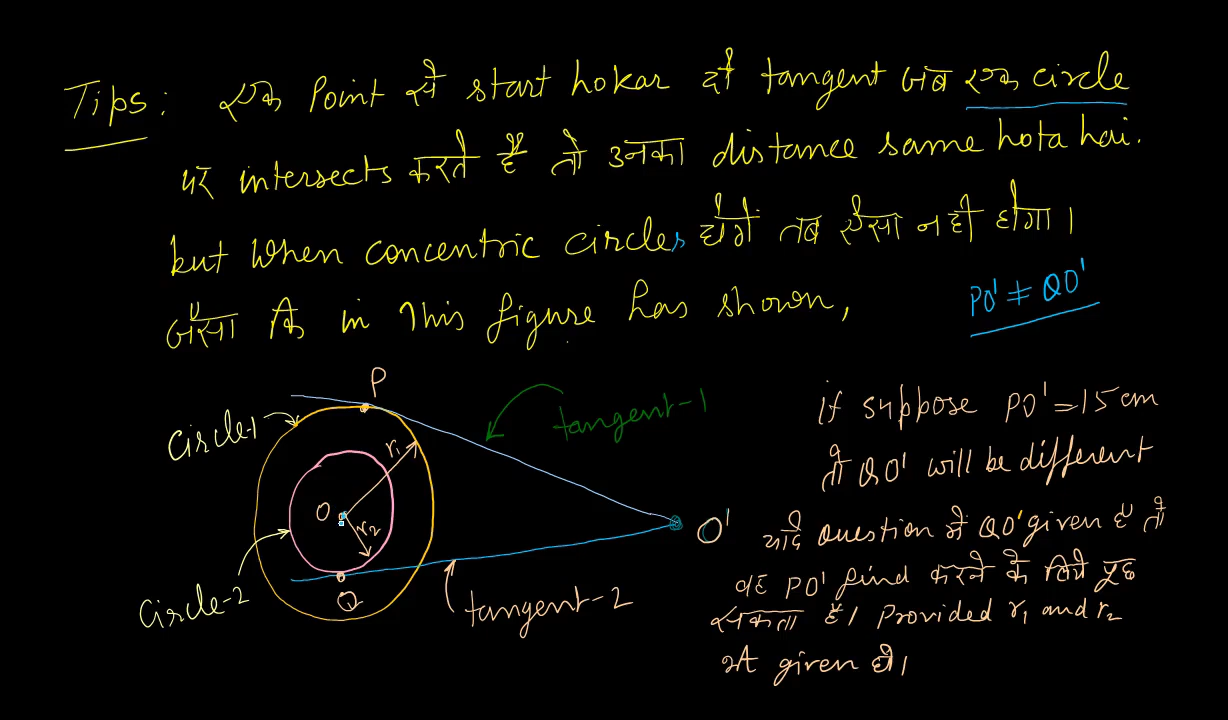 Tips: एक Point से start hokar दो tangent जब एक circle
पर intersects करते हैं तो उनका distance same hota hai.
but when concentric circles होंगे तब ऐसा नही होगा।
जैसा कि in This figure has shown,
PO' ≠ QO'
P
tangent-1
Circle-1
r₁
O
r₂
O'
Q
Circle-2
tangent-2
if suppose PO' = 15 cm
तो QO' will be different
यदि Question में QO' given है तो
वह PO' find करने के लिये पूछ
सकता है। Provided r₁ and r₂
भी given हो।